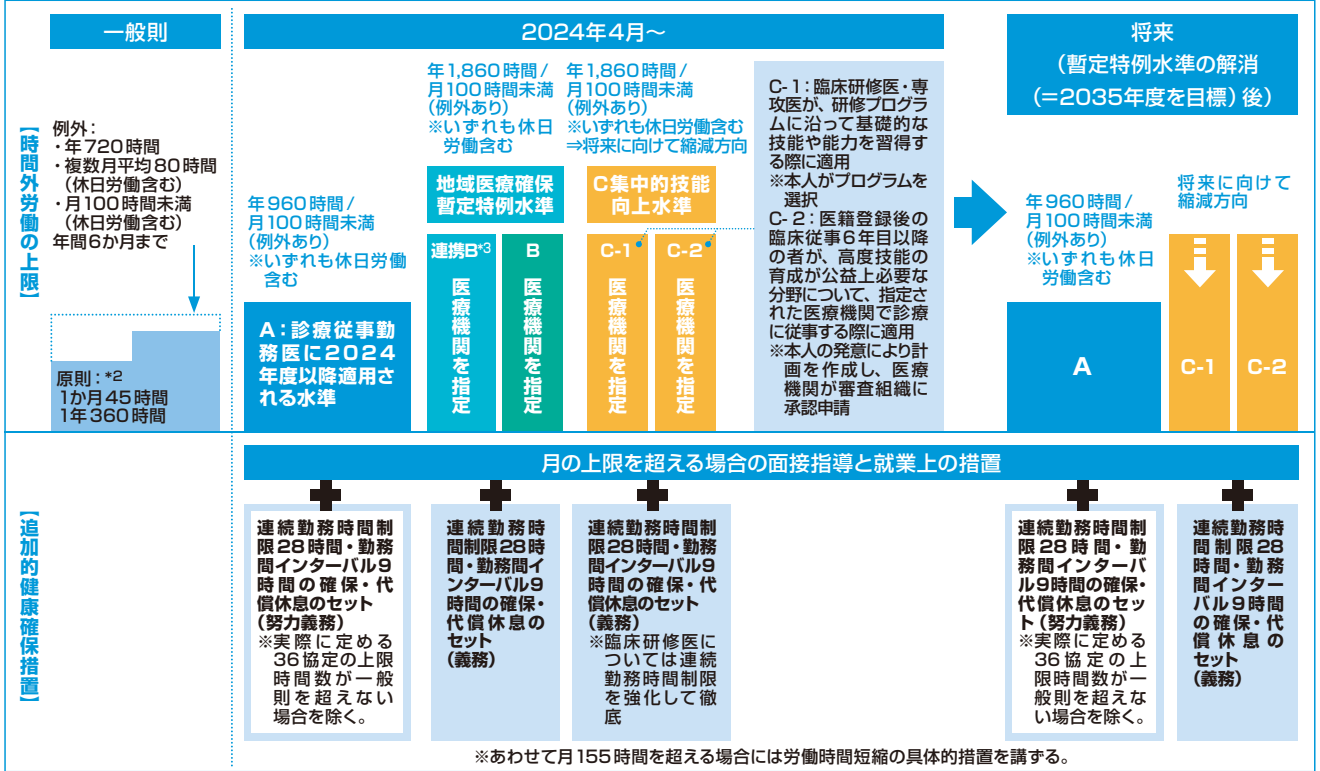 一般則
2024年4月～
将来
(暫定特例水準の解消
(=2035年度を目標)後)
【時間外労働の上限】
例外：
・年720時間
・複数月平均80時間
(休日労働含む)
・月100時間未満
(休日労働含む)
年間6か月まで
原則：*2
1か月45時間
1年360時間
年960時間/
月100時間未満
(例外あり)
※いずれも休日労働
含む
A：診療従事勤
務医に2024
年度以降適用さ
れる水準
年1,860時間/
月100時間未満
(例外あり)
※いずれも休日
労働含む
地域医療確保
暫定特例水準
連携B*3
医療機関を指定
B
医療機関を指定
年1,860時間/
月100時間未満
(例外あり)
※いずれも休日労働含む
⇒将来に向けて縮減方向
C集中的技能
向上水準
C-1
医療機関を指定
C-2
医療機関を指定
C-1：臨床研修医・専
攻医が、研修プログラ
ムに沿って基礎的な
技能や能力を習得す
る際に適用
※本人がプログラムを
選択
C-2：医籍登録後の
臨床従事6年目以降
の者が、高度技能の
育成が公益上必要な
分野について、指定さ
れた医療機関で診療
に従事する際に適用
※本人の発意により計
画を作成し、医療
機関が審査組織に
承認申請
年960時間/
月100時間未満
(例外あり)
※いずれも休日
労働含む
A
将来に向けて
縮減方向
C-1
C-2
【追加的健康確保措置】
月の上限を超える場合の面接指導と就業上の措置
連続勤務時間制
限28時間・勤務
間インターバル9
時間の確保・代
償休息のセット
(努力義務)
※実際に定める
36協定の上限
時間数が一般
則を超えない
場合を除く。
連続勤務時
間制限28時
間・勤務間イ
ンターバル9
時間の確保・
代償休息の
セット
(義務)
連続勤務時間制
限28時間・勤務
間インターバル9
時間の確保・代
償休息のセット
(義務)
※臨床研修医に
ついては連続
勤務時間制限
を強化して徹
底
連続勤務時間制
限28時間・勤
務間インターバ
ル9時間の確保・
代償休息のセッ
ト(努力義務)
※実際に定める
36協定の上
限時間数が一
般則を超えな
い場合を除く。
連続勤務時
間制限28
時間・勤務
間インター
バル9時間
の確保・代
償休息の
セット
(義務)
※あわせて月155時間を超える場合には労働時間短縮の具体的措置を講ずる。